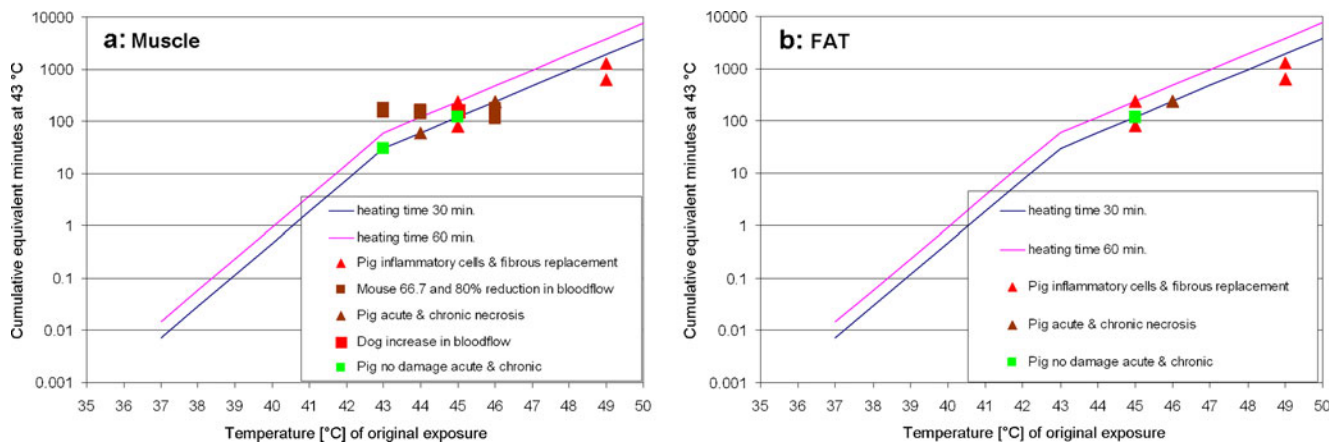 a: Muscle
Cumulative equivalent minutes at 43 °C
10000
1000
100
10
1
0.1
0.01
0.001
heating time 30 min.
heating time 60 min.
Pig inflammatory cells & fibrous replacement
Mouse 66.7 and 80% reduction in bloodflow
Pig acute & chronic necrosis
Dog increase in bloodflow
Pig no damage acute & chronic
35 36 37 38 39 40 41 42 43 44 45 46 47 48 49 50
Temperature [°C] of original exposure
b: FAT
Cumulative equivalent minutes at 43 °C
10000
1000
100
10
1
0.1
0.01
0.001
heating time 30 min.
heating time 60 min.
Pig inflammatory cells & fibrous replacement
Pig acute & chronic necrosis
Pig no damage acute & chronic
35 36 37 38 39 40 41 42 43 44 45 46 47 48 49 50
Temperature [°C] of original exposure